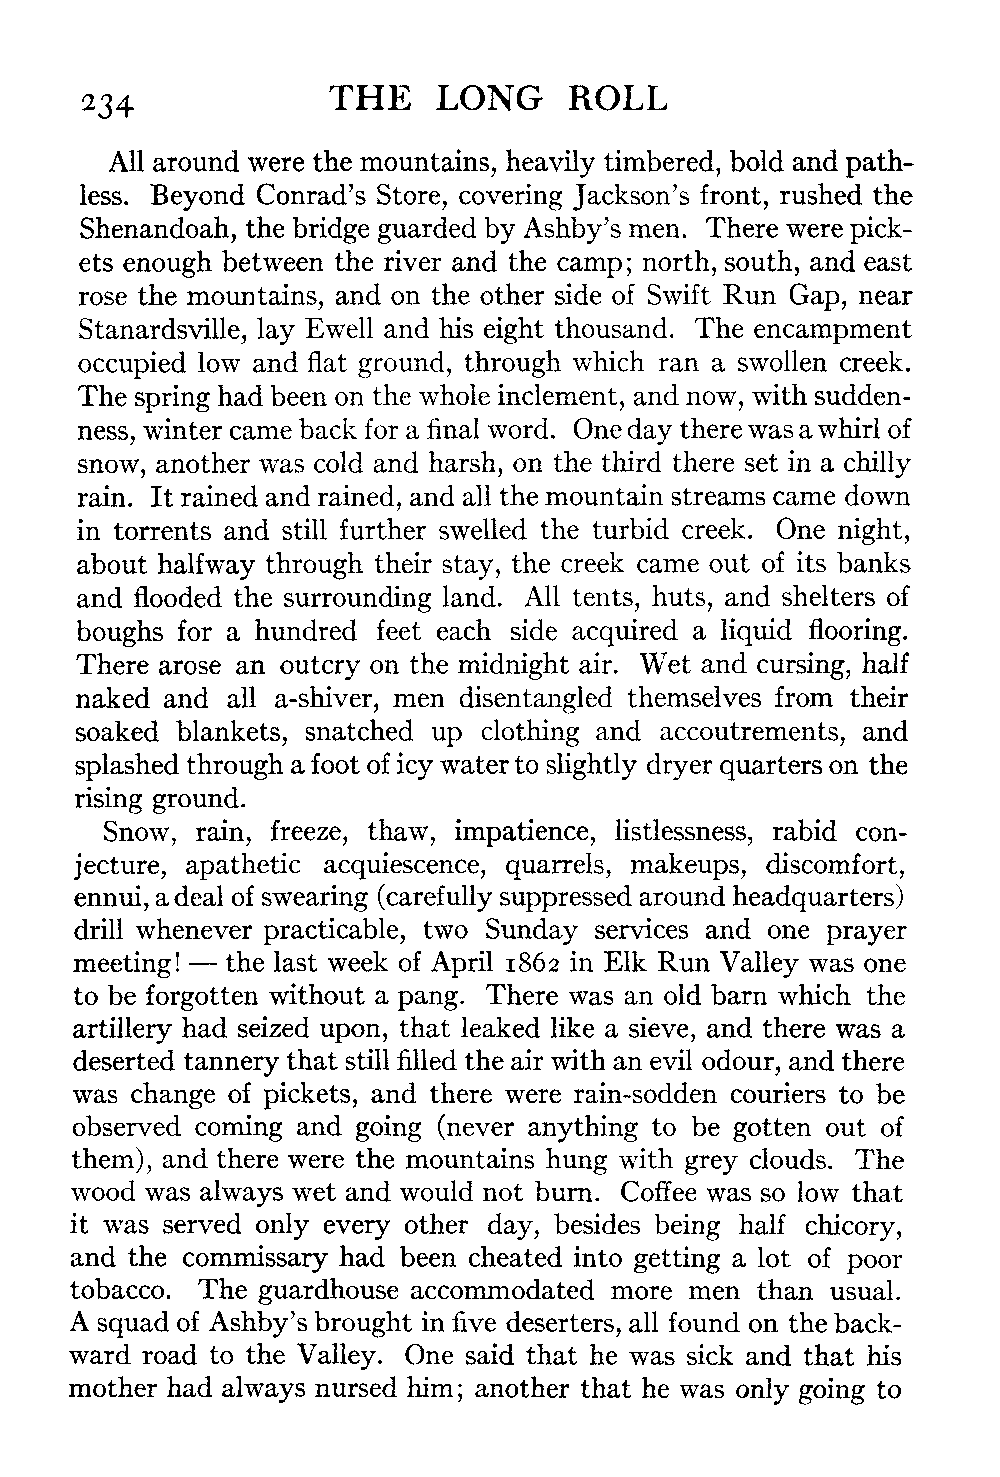 234 THE LONG ROLL
All around were the mountains, heavily timbered, bold and path-
less. Beyond Conrad's Store, covering Jackson's front, rushed the
Shenandoah, the bridge guarded by Ashby's men. There were pick-
ets enough between the river and the camp; north, south, and east
rose the mountains, and on the other side of Swift Run Gap, near
Stanardsville, lay Ewell and his eight thousand. The encampment
occupied low and flat ground, through which ran a swollen creek.
The spring had been on the whole inclement, and now, with sudden-
ness, winter came back for a final word. One day there was a whirl of
snow, another was cold and harsh, on the third there set in a chilly
rain. It rained and rained, and all the mountain streams came down
in torrents and still further swelled the turbid creek. One night,
about halfway through their stay, the creek came out of its banks
and flooded the surrounding land. All tents, huts, and shelters of
boughs for a hundred feet each side acquired a liquid flooring.
There arose an outcry on the midnight air. Wet and cursing, half
naked and all a-shiver, men disentangled themselves from their
soaked blankets, snatched up clothing and accoutrements, and
splashed through a foot of icy water to slightly dryer quarters on the
rising ground.
Snow, rain, freeze, thaw, impatience, listlessness, rabid con-
jecture, apathetic acquiescence, quarrels, makeups, discomfort,
ennui, a deal of swearing (carefully suppressed around headquarters)
drill whenever practicable, two Sunday services and one prayer
meeting! — the last week of April 1862 in Elk Run Valley was one
to be forgotten without a pang. There was an old barn which the
artillery had seized upon, that leaked like a sieve, and there was a
deserted tannery that still filled the air with an evil odour, and there
was change of pickets, and there were rain-sodden couriers to be
observed coming and going (never anything to be gotten out of
them), and there were the mountains hung with grey clouds. The
wood was always wet and would not burn. Coffee was so low that
it was served only every other day, besides being half chicory,
and the commissary had been cheated into getting a lot of poor
tobacco. The guardhouse accommodated more men than usual.
A squad of Ashby's brought in five deserters, all found on the back-
ward road to the Valley. One said that he was sick and that his
mother had always nursed him; another that he was only going to